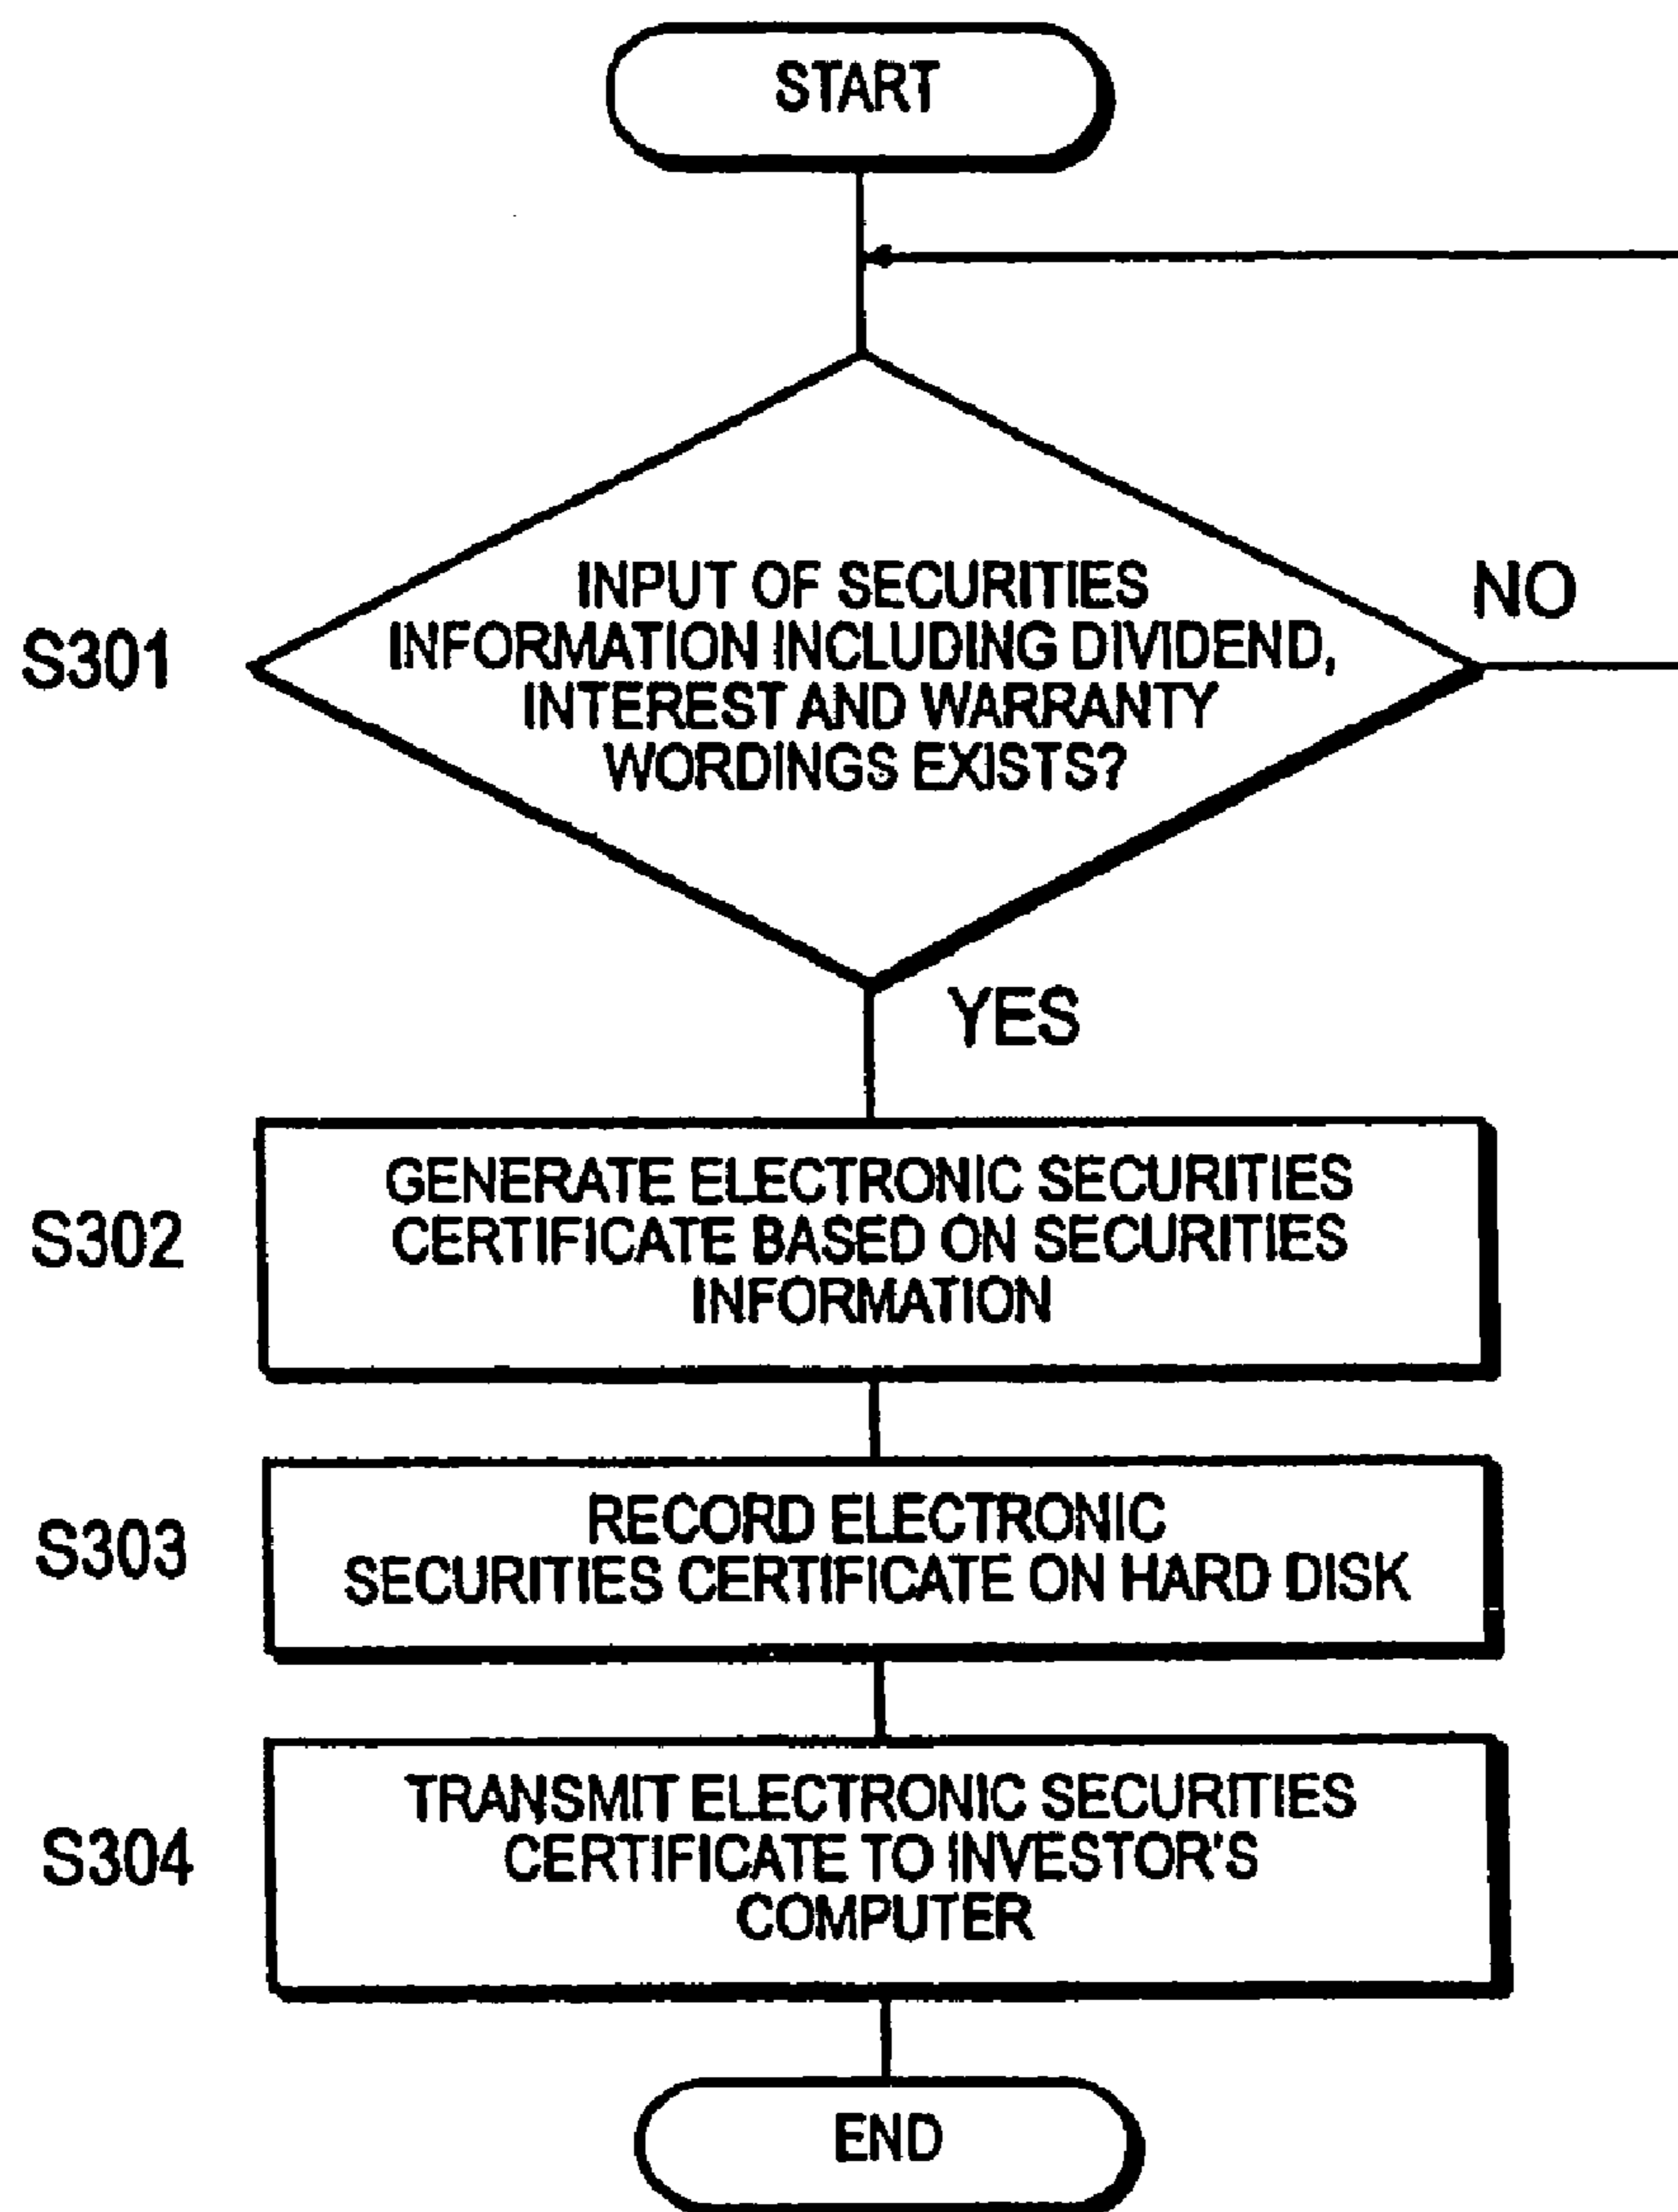 START
INPUT OF SECURITIES
INFORMATION INCLUDING DIVIDEND,
INTEREST AND WARRANTY
WORDINGS EXISTS?
S301
NO
YES
S302
GENERATE ELECTRONIC SECURITIES
CERTIFICATE BASED ON SECURITIES
INFORMATION
S303
RECORD ELECTRONIC
SECURITIES CERTIFICATE ON HARD DISK
S304
TRANSMIT ELECTRONIC SECURITIES
CERTIFICATE TO INVESTOR'S
COMPUTER
END